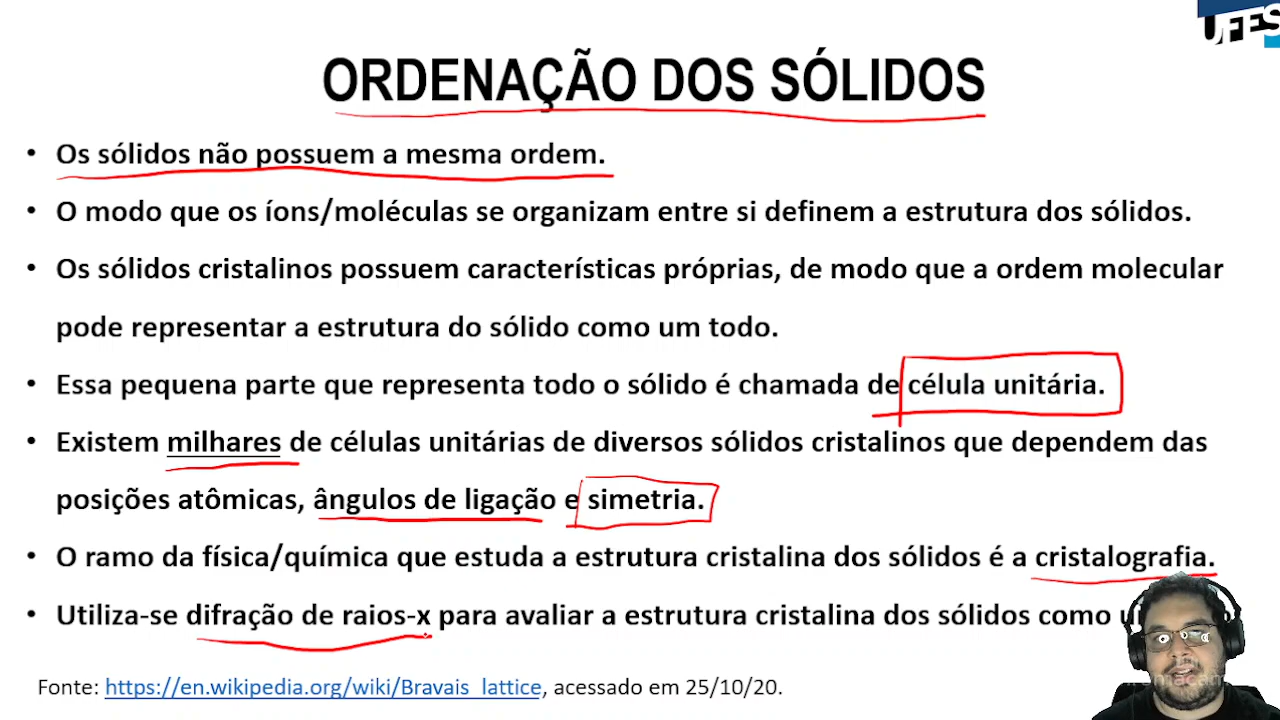 UFES
ORDENAÇÃO DOS SÓLIDOS
• Os sólidos não possuem a mesma ordem.
• O modo que os íons/moléculas se organizam entre si definem a estrutura dos sólidos.
• Os sólidos cristalinos possuem características próprias, de modo que a ordem molecular
pode representar a estrutura do sólido como um todo.
• Essa pequena parte que representa todo o sólido é chamada de célula unitária.
• Existem milhares de células unitárias de diversos sólidos cristalinos que dependem das
posições atômicas, ângulos de ligação e simetria.
• O ramo da física/química que estuda a estrutura cristalina dos sólidos é a cristalografia.
• Utiliza-se difração de raios-x para avaliar a estrutura cristalina dos sólidos como
Fonte: https://en.wikipedia.org/wiki/Bravais_lattice, acessado em 25/10/20.